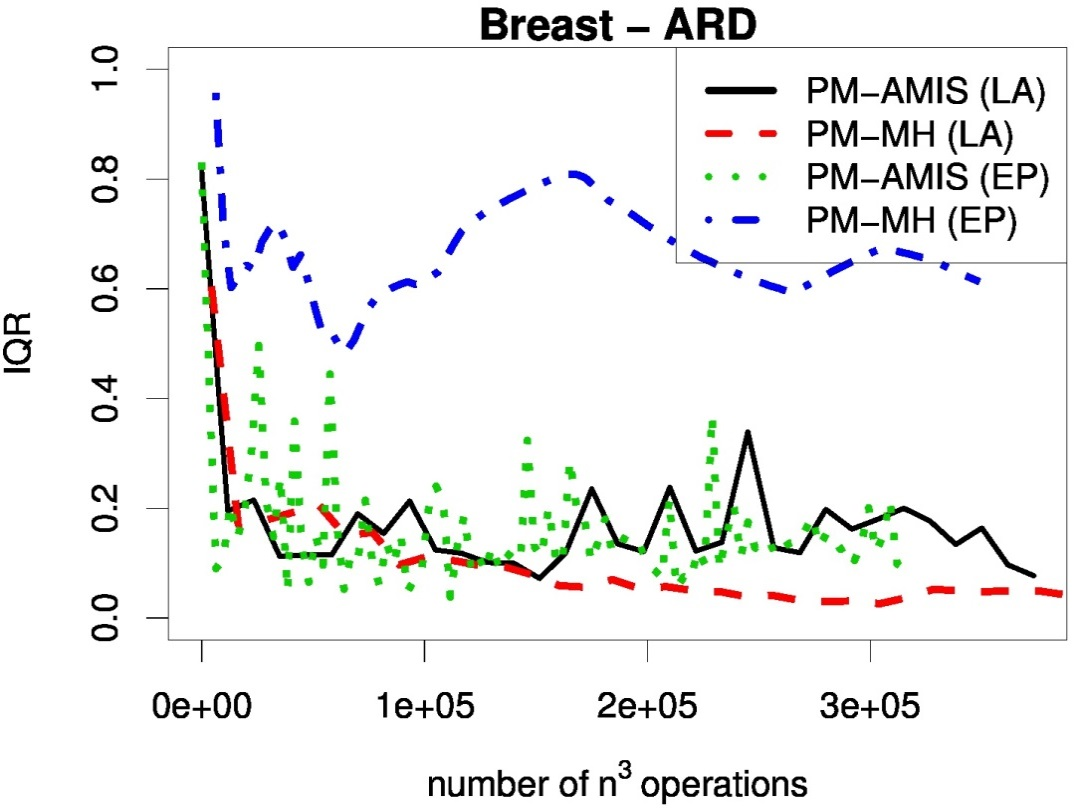 Breast – ARD
PM–AMIS (LA)
PM–MH (LA)
PM–AMIS (EP)
PM–MH (EP)
IQR
1.0
0.8
0.6
0.4
0.2
0.0
0e+00 1e+05 2e+05 3e+05
number of n³ operations